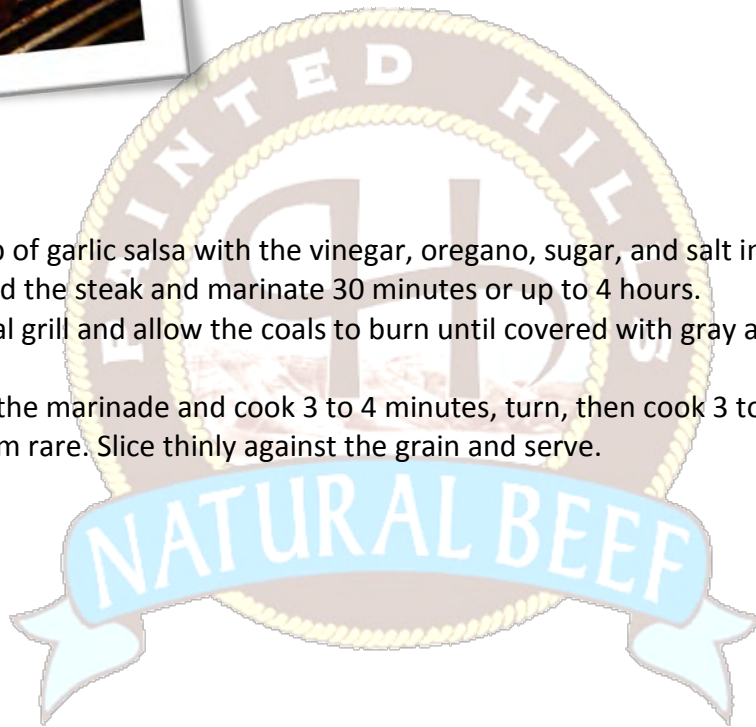 PAINTED HILLS
of garlic salsa with the vinegar, oregano, sugar, and salt in
the steak and marinate 30 minutes or up to 4 hours.
grill and allow the coals to burn until covered with gray
the marinade and cook 3 to 4 minutes, turn, then cook 3 to
rare. Slice thinly against the grain and serve.
NATURAL BEEF